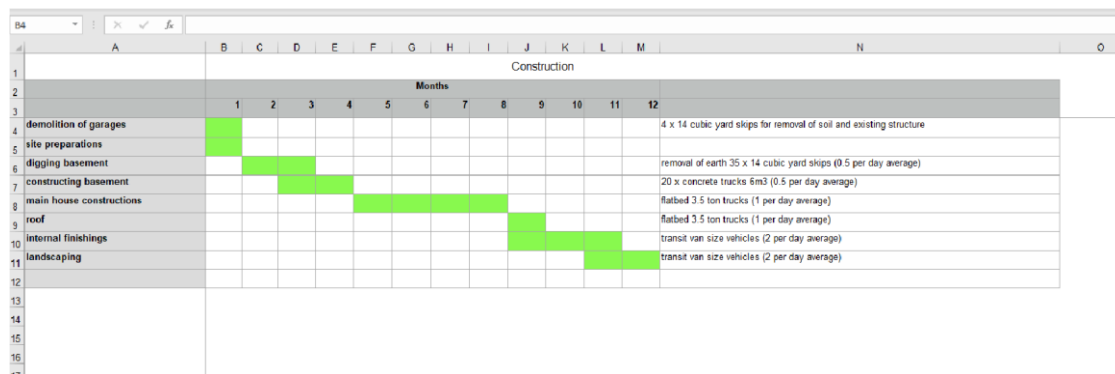 B4
fx
A B C D E F G H I J K L M N O
1 Construction
2 Months
3 1 2 3 4 5 6 7 8 9 10 11 12
4 demolition of garages 4 x 14 cubic yard skips for removal of soil and existing structure
5 site preparations
6 digging basement removal of earth 35 x 14 cubic yard skips (0.5 per day average)
7 constructing basement 20 x concrete trucks 6m3 (0.5 per day average)
8 main house constructions flatbed 3.5 ton trucks (1 per day average)
9 roof flatbed 3.5 ton trucks (1 per day average)
10 internal finishings transit van size vehicles (2 per day average)
11 landscaping transit van size vehicles (2 per day average)
12
13
14
15
16